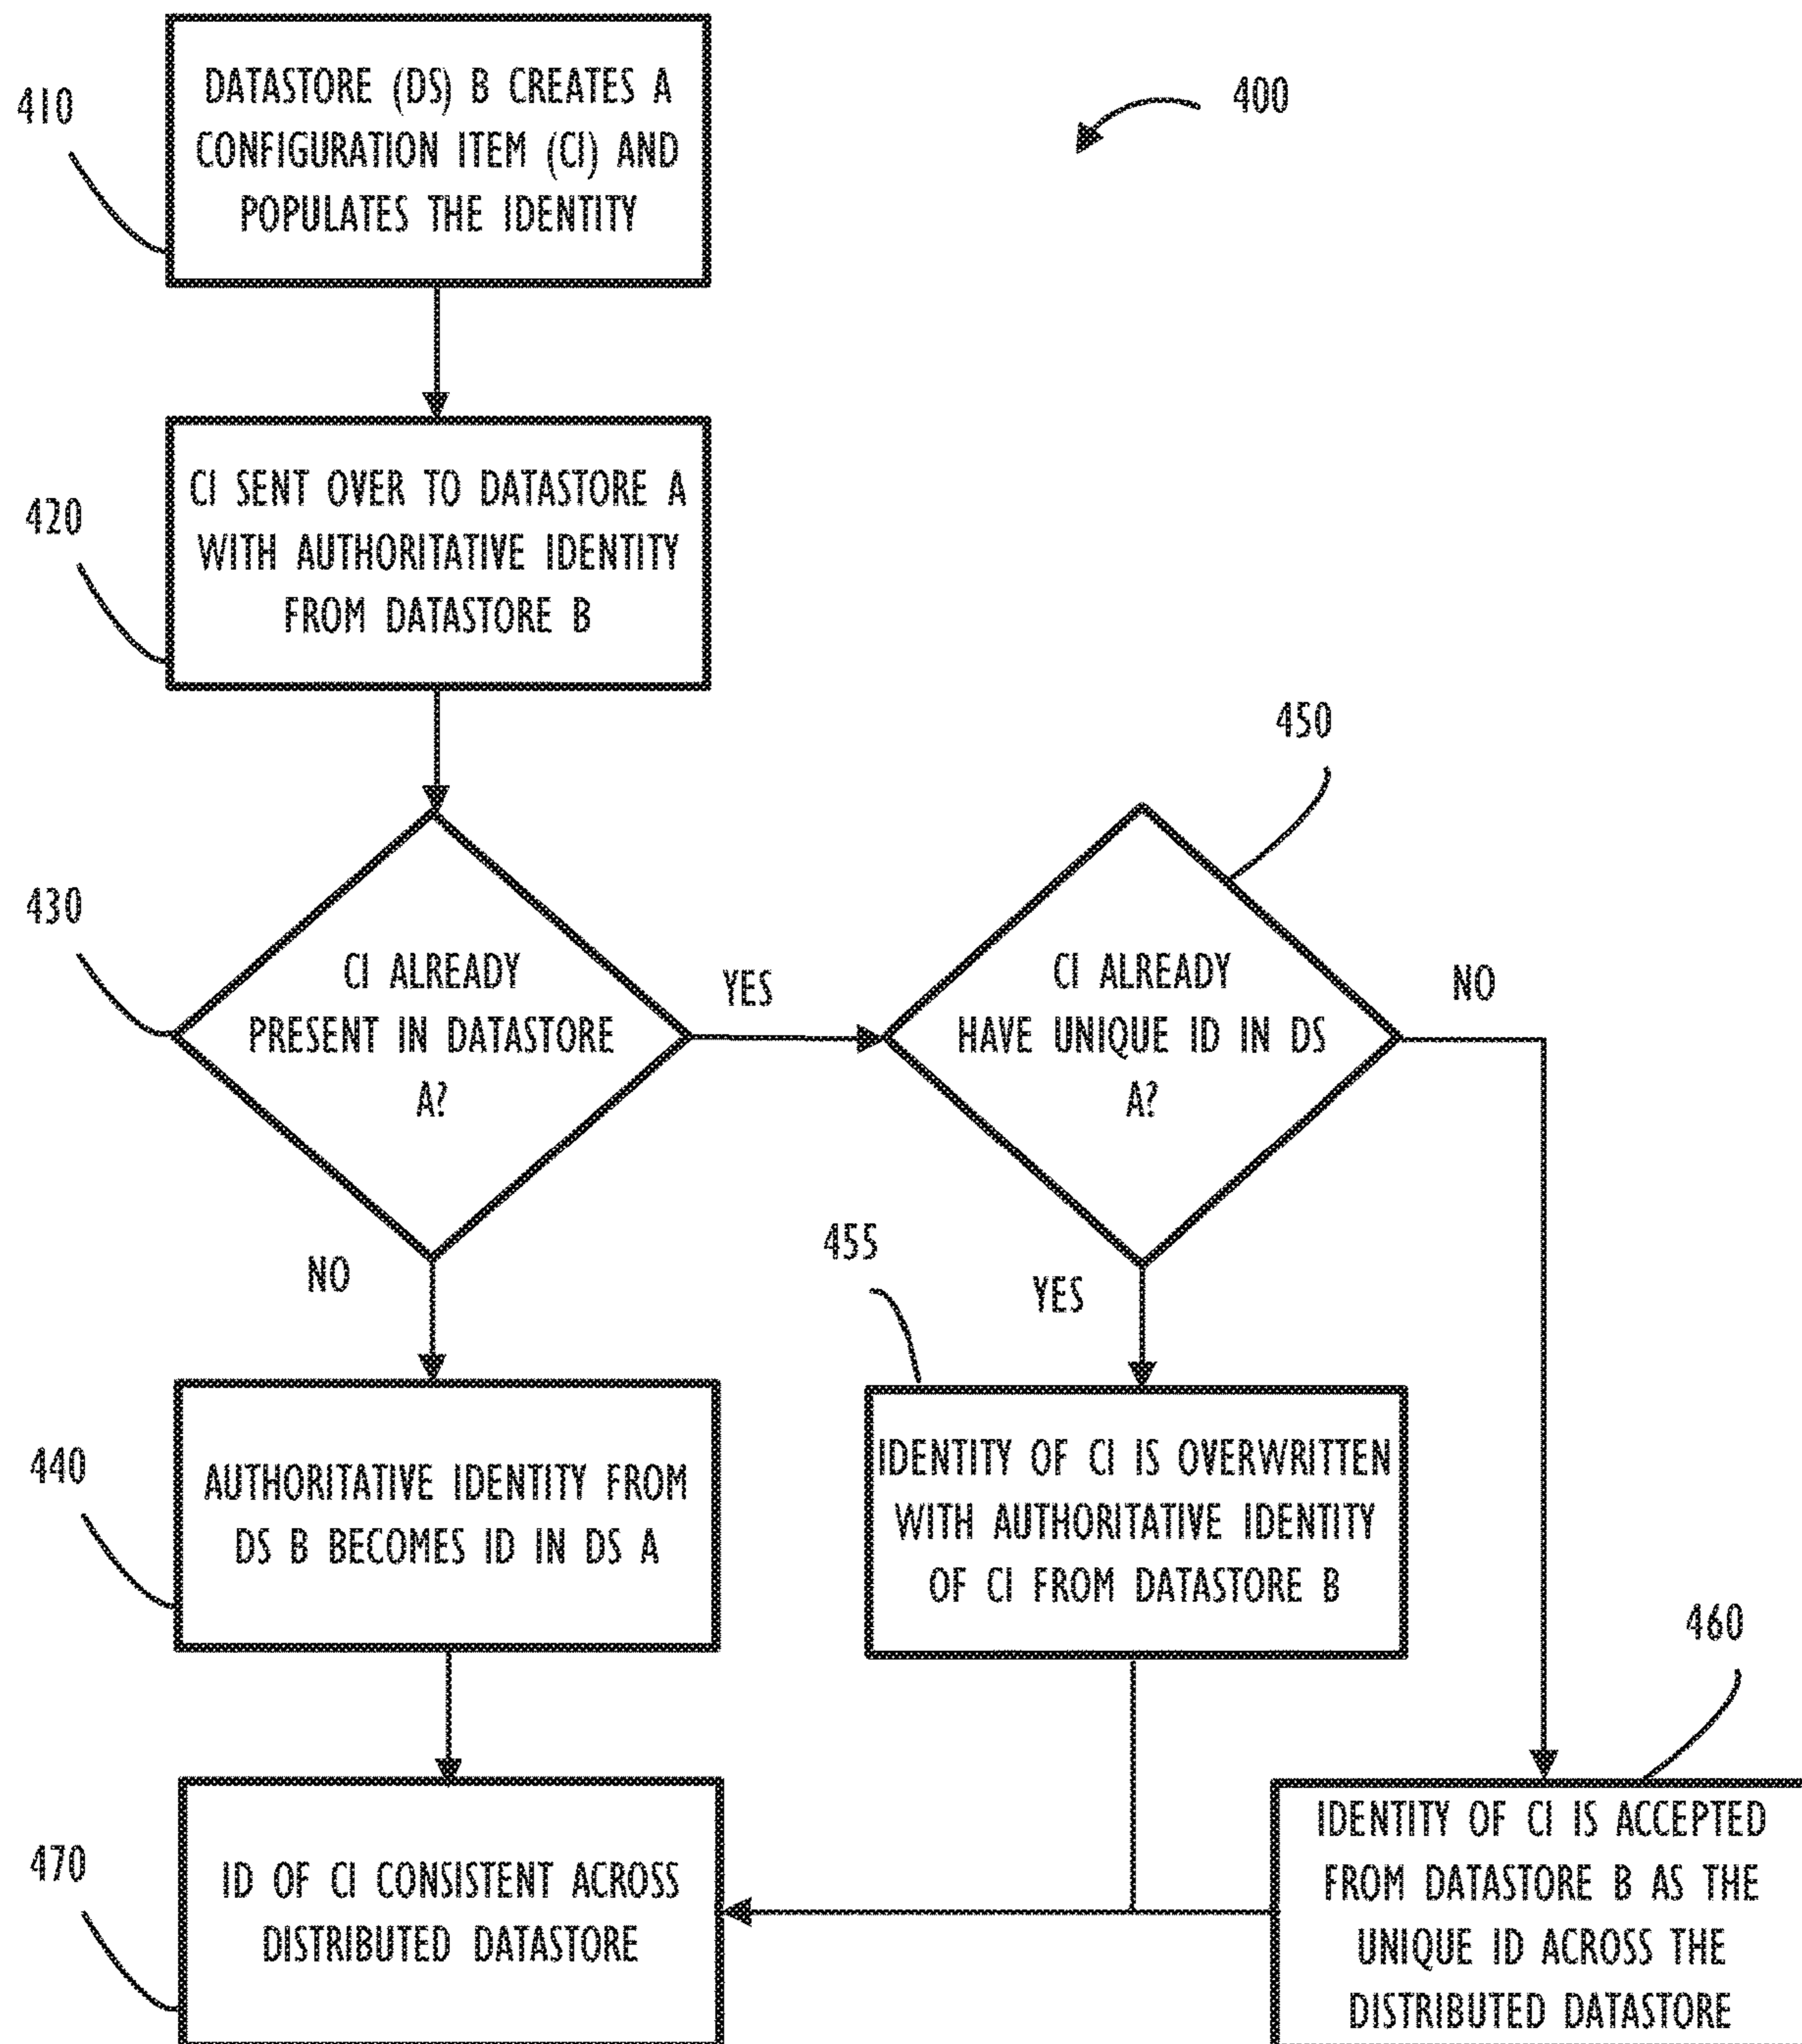 410
DATASTORE (DS) B CREATES A
CONFIGURATION ITEM (CI) AND
POPULATES THE IDENTITY
400
420
CI SENT OVER TO DATASTORE A
WITH AUTHORITATIVE IDENTITY
FROM DATASTORE B
430
CI ALREADY
PRESENT IN DATASTORE
A?
YES
NO
450
CI ALREADY
HAVE UNIQUE ID IN DS
A?
NO
YES
440
AUTHORITATIVE IDENTITY FROM
DS B BECOMES ID IN DS A
455
IDENTITY OF CI IS OVERWRITTEN
WITH AUTHORITATIVE IDENTITY
OF CI FROM DATASTORE B
460
IDENTITY OF CI IS ACCEPTED
FROM DATASTORE B AS THE
UNIQUE ID ACROSS THE
DISTRIBUTED DATASTORE
470
ID OF CI CONSISTENT ACROSS
DISTRIBUTED DATASTORE